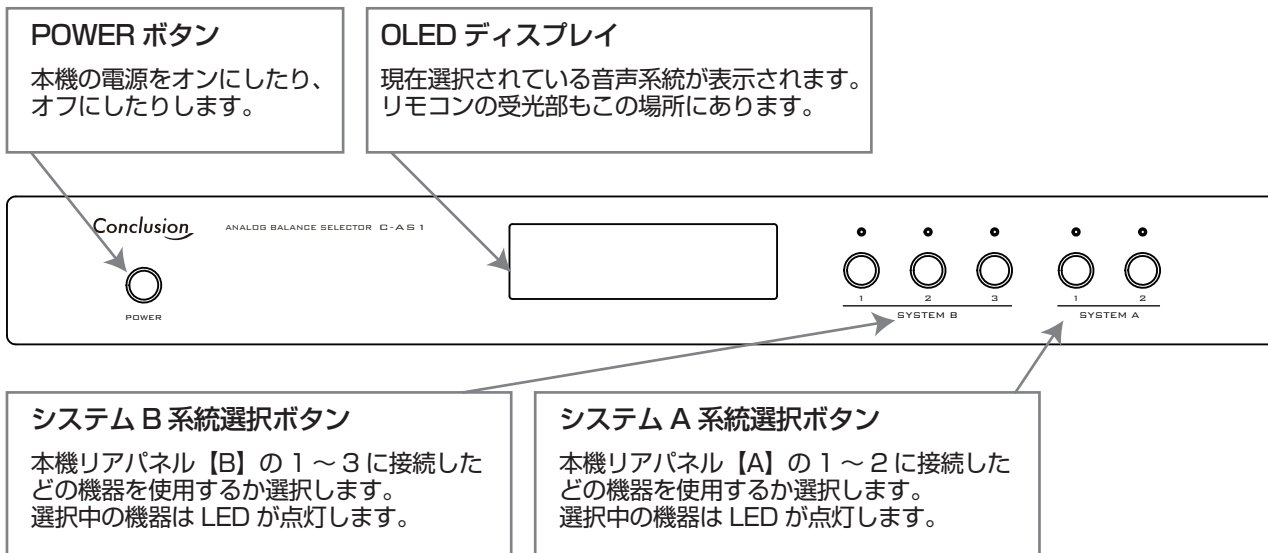 POWER ボタン
本機の電源をオンにしたり、
オフにしたりします。
OLED ディスプレイ
現在選択されている音声系統が表示されます。
リモコンの受光部もこの場所にあります。
Conclusion
ANALOG BALANCE SELECTOR C-AS1
POWER
1 2 3
SYSTEM B
1 2
SYSTEM A
システム B 系統選択ボタン
本機リアパネル【B】の 1 ～ 3 に接続した
どの機器を使用するか選択します。
選択中の機器は LED が点灯します。
システム A 系統選択ボタン
本機リアパネル【A】の 1 ～ 2 に接続した
どの機器を使用するか選択します。
選択中の機器は LED が点灯します。